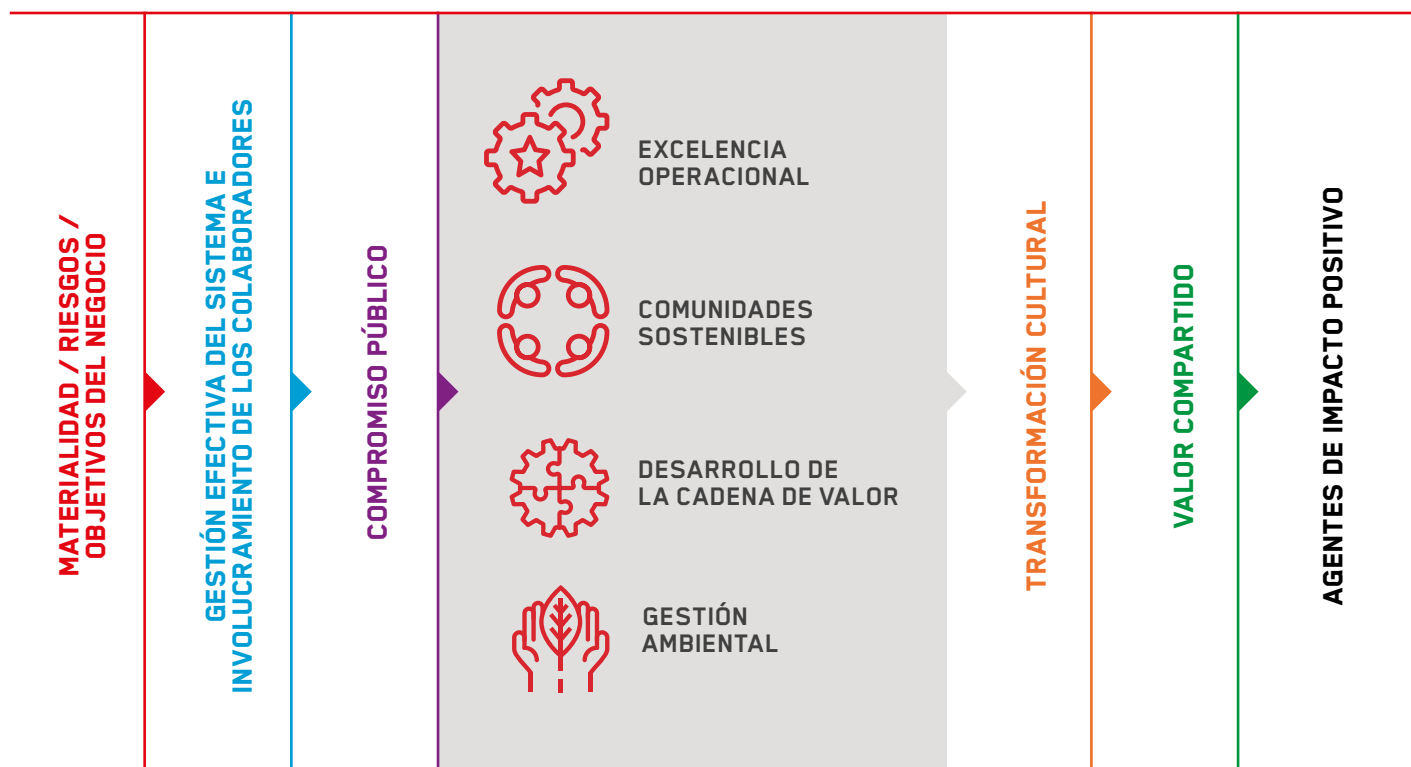 MATERIALIDAD / RIESGOS /
OBJETIVOS DEL NEGOCIO
GESTIÓN EFECTIVA DEL SISTEMA E
INVOLUCRAMIENTO DE LOS COLABORADORES
COMPROMISO PÚBLICO
EXCELENCIA
OPERACIONAL
COMUNIDADES
SOSTENIBLES
DESARROLLO DE
LA CADENA DE VALOR
GESTIÓN
AMBIENTAL
TRANSFORMACIÓN CULTURAL
VALOR COMPARTIDO
AGENTES DE IMPACTO POSITIVO